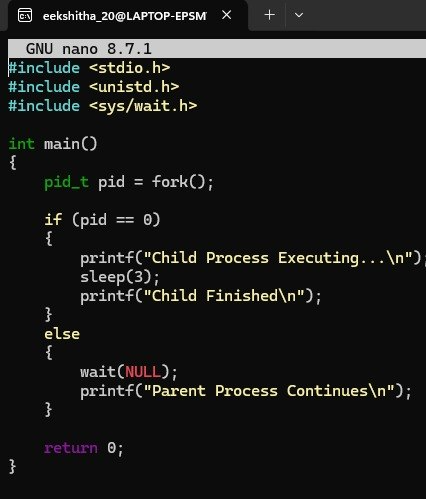 eekshitha_20@LAPTOP-EPSM
GNU nano 8.7.1
#include <stdio.h>
#include <unistd.h>
#include <sys/wait.h>

int main()
{
    pid_t pid = fork();

    if (pid == 0)
    {
        printf("Child Process Executing...\n");
        sleep(3);
        printf("Child Finished\n");
    }
    else
    {
        wait(NULL);
        printf("Parent Process Continues\n");
    }

    return 0;
}